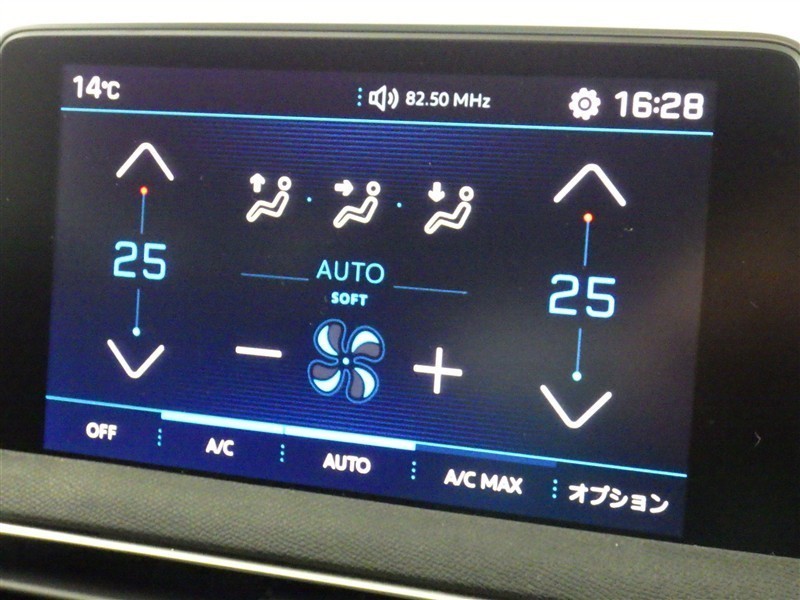 14℃ 82.50 MHz 16:28
25 25
AUTO
SOFT
OFF A/C AUTO A/C MAX オプション